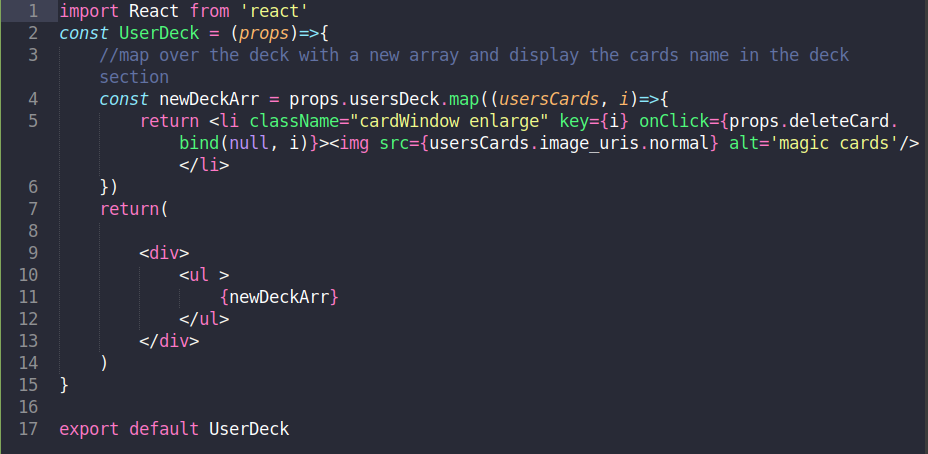 1 import React from 'react'
2 const UserDeck = (props)=>{
3 //map over the deck with a new array and display the cards name in the deck
section
4 const newDeckArr = props.usersDeck.map((usersCards, i)=>{
5 return <li className="cardWindow enlarge" key={i} onClick={props.deleteCard.
bind(null, i)}><img src={usersCards.image_uris.normal} alt='magic cards'/>
</li>
6 })
7 return(
8
9 <div>
10 <ul >
11 {newDeckArr}
12 </ul>
13 </div>
14 )
15 }
16
17 export default UserDeck